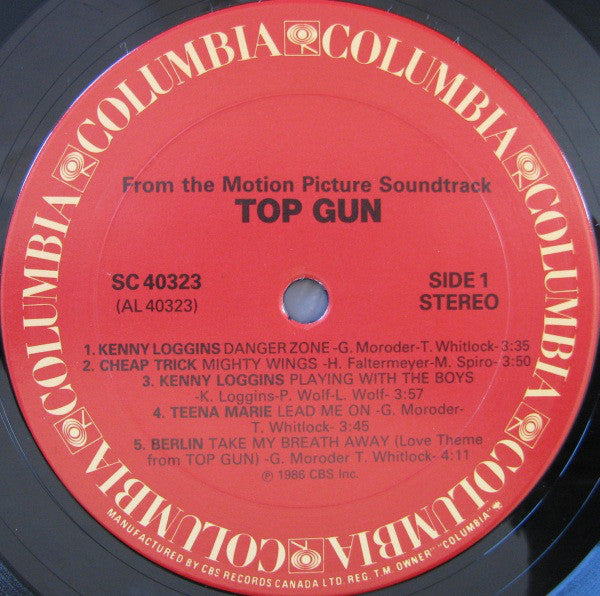 COLUMBIA COLUMBIA COLUMBIA COLUMBIA COLUMBIA COLUMBIA
From the Motion Picture Soundtrack
TOP GUN
SC 40323
(AL 40323)
SIDE 1
STEREO
1. KENNY LOGGINS DANGER ZONE -G. Moroder-T. Whitlock- 3:35
2. CHEAP TRICK MIGHTY WINGS -H. Faltermeyer-M. Spiro- 3:50
3. KENNY LOGGINS PLAYING WITH THE BOYS
-K. Loggins-P. Wolf-L. Wolf- 3:57
4. TEENA MARIE LEAD ME ON -G. Moroder-
T. Whitlock- 3:45
5. BERLIN TAKE MY BREATH AWAY (Love Theme
from TOP GUN) -G. Moroder T. Whitlock- 4:11
℗ 1986 CBS Inc.
MANUFACTURED BY CBS RECORDS CANADA LTD. REG. T.M. OWNER "COLUMBIA"